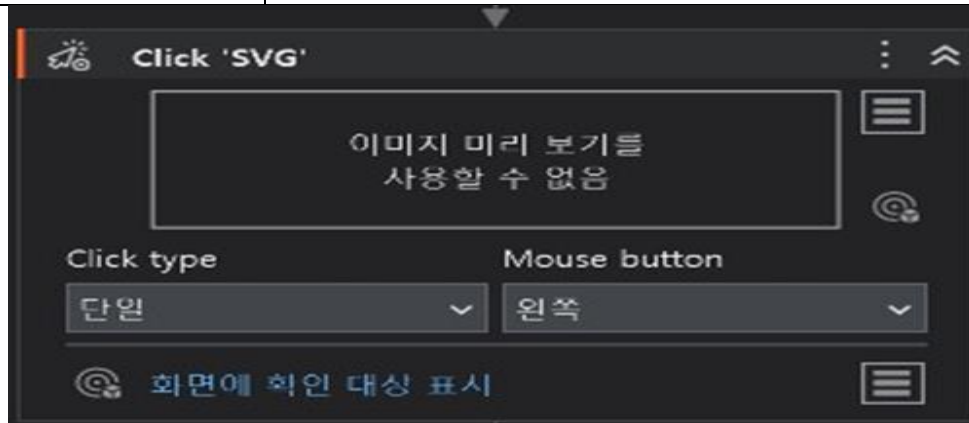 Click 'SVG'
이미지 미리 보기를
사용할 수 없음
Click type
Mouse button
단일
왼쪽
화면에 확인 대상 표시